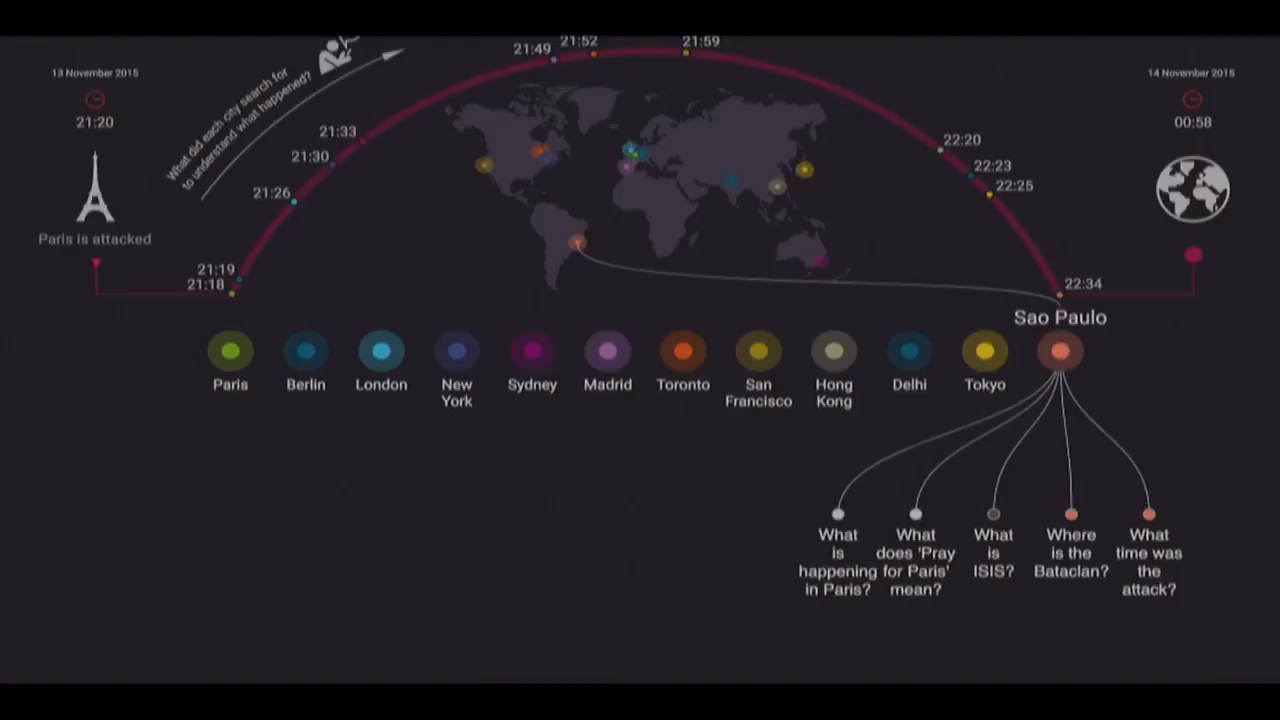 13 November 2015
21:20
Paris is attacked
What did each city search for
to understand what happened?
21:18
21:19
21:26
21:30
21:33
21:49
21:52
21:59
22:20
22:23
22:25
22:34
14 November 2015
00:58
Sao Paulo
Paris
Berlin
London
New
York
Sydney
Madrid
Toronto
San
Francisco
Hong
Kong
Delhi
Tokyo
What
is
happening
in Paris?
What
does 'Pray
for Paris'
mean?
What
is
ISIS?
Where
is the
Bataclan?
What
time was
the
attack?